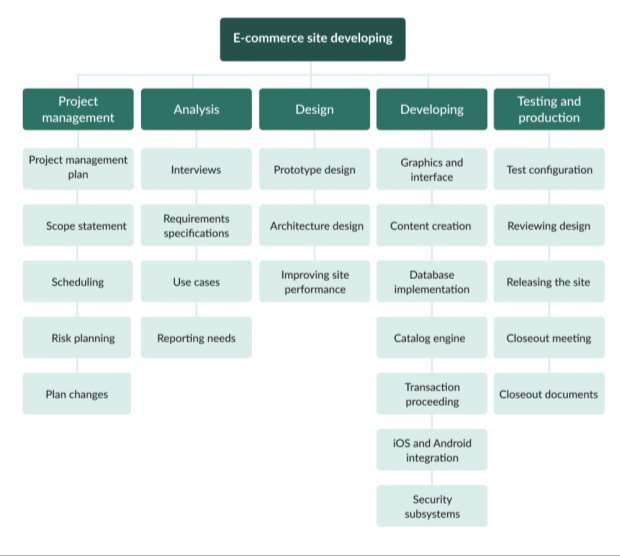 E-commerce site developing
Project
management
Analysis
Design
Developing
Testing and
production
Project management
plan
Scope statement
Scheduling
Risk planning
Plan changes
Interviews
Requirements
specifications
Use cases
Reporting needs
Prototype design
Architecture design
Improving site
performance
Graphics and
interface
Content creation
Database
implementation
Catalog engine
Transaction
proceeding
iOS and Android
integration
Security
subsystems
Test configuration
Reviewing design
Releasing the site
Closeout meeting
Closeout documents